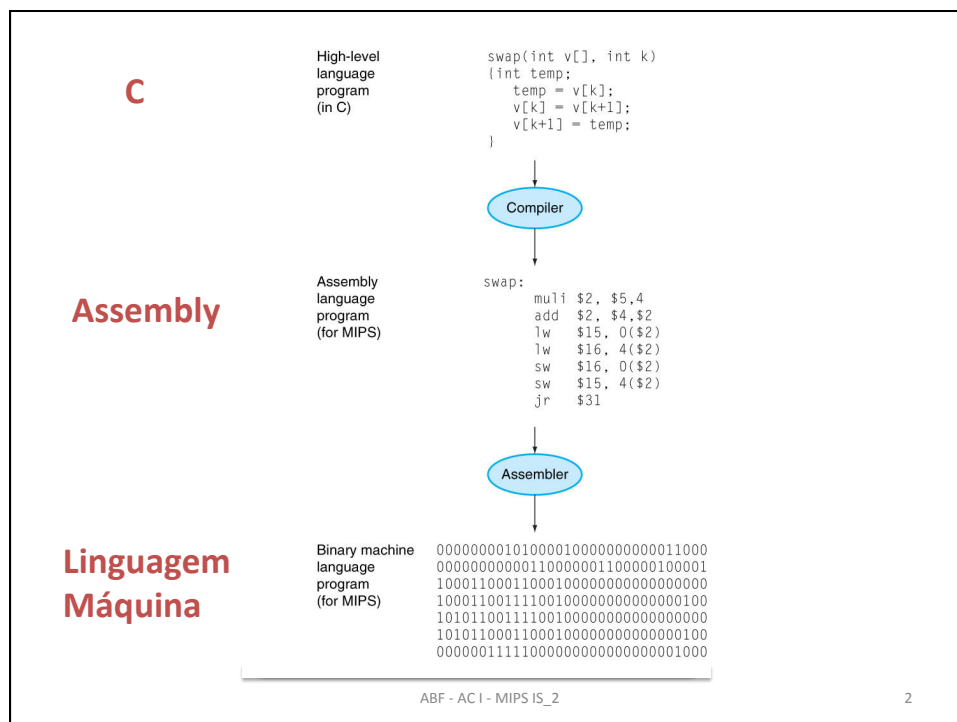 C
High-level
language
program
(in C)
swap(int v[], int k)
{int temp;
temp = v[k];
v[k] = v[k+1];
v[k+1] = temp;
}
Compiler
Assembly
Assembly
language
program
(for MIPS)
swap:
muli $2, $5,4
add $2, $4,$2
lw $15, 0($2)
lw $16, 4($2)
sw $16, 0($2)
sw $15, 4($2)
jr $31
Assembler
Linguagem
Máquina
Binary machine
language
program
(for MIPS)
00000000101000010000000000011000
00000000000110000001100000100001
10001100011000100000000000000000
10001100111100100000000000000100
10101100111100100000000000000000
10101100011000100000000000000100
00000011111000000000000000001000
ABF - AC I - MIPS IS_2
2